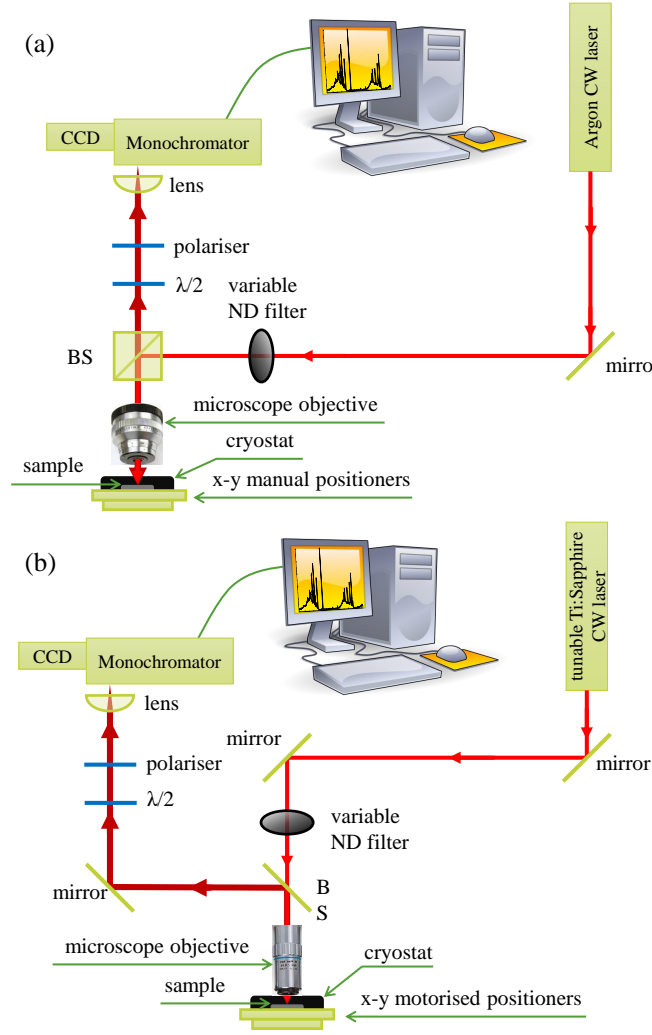 (a)
Argon CW laser
CCD
Monochromator
lens
polariser
λ/2
variable
ND filter
BS
mirro
microscope objective
cryostat
sample
x-y manual positioners
(b)
tunable Ti:Sapphire
CW laser
CCD
Monochromator
lens
mirror
mirror
polariser
λ/2
variable
ND filter
mirror
B
S
microscope objective
cryostat
sample
x-y motorised positioners